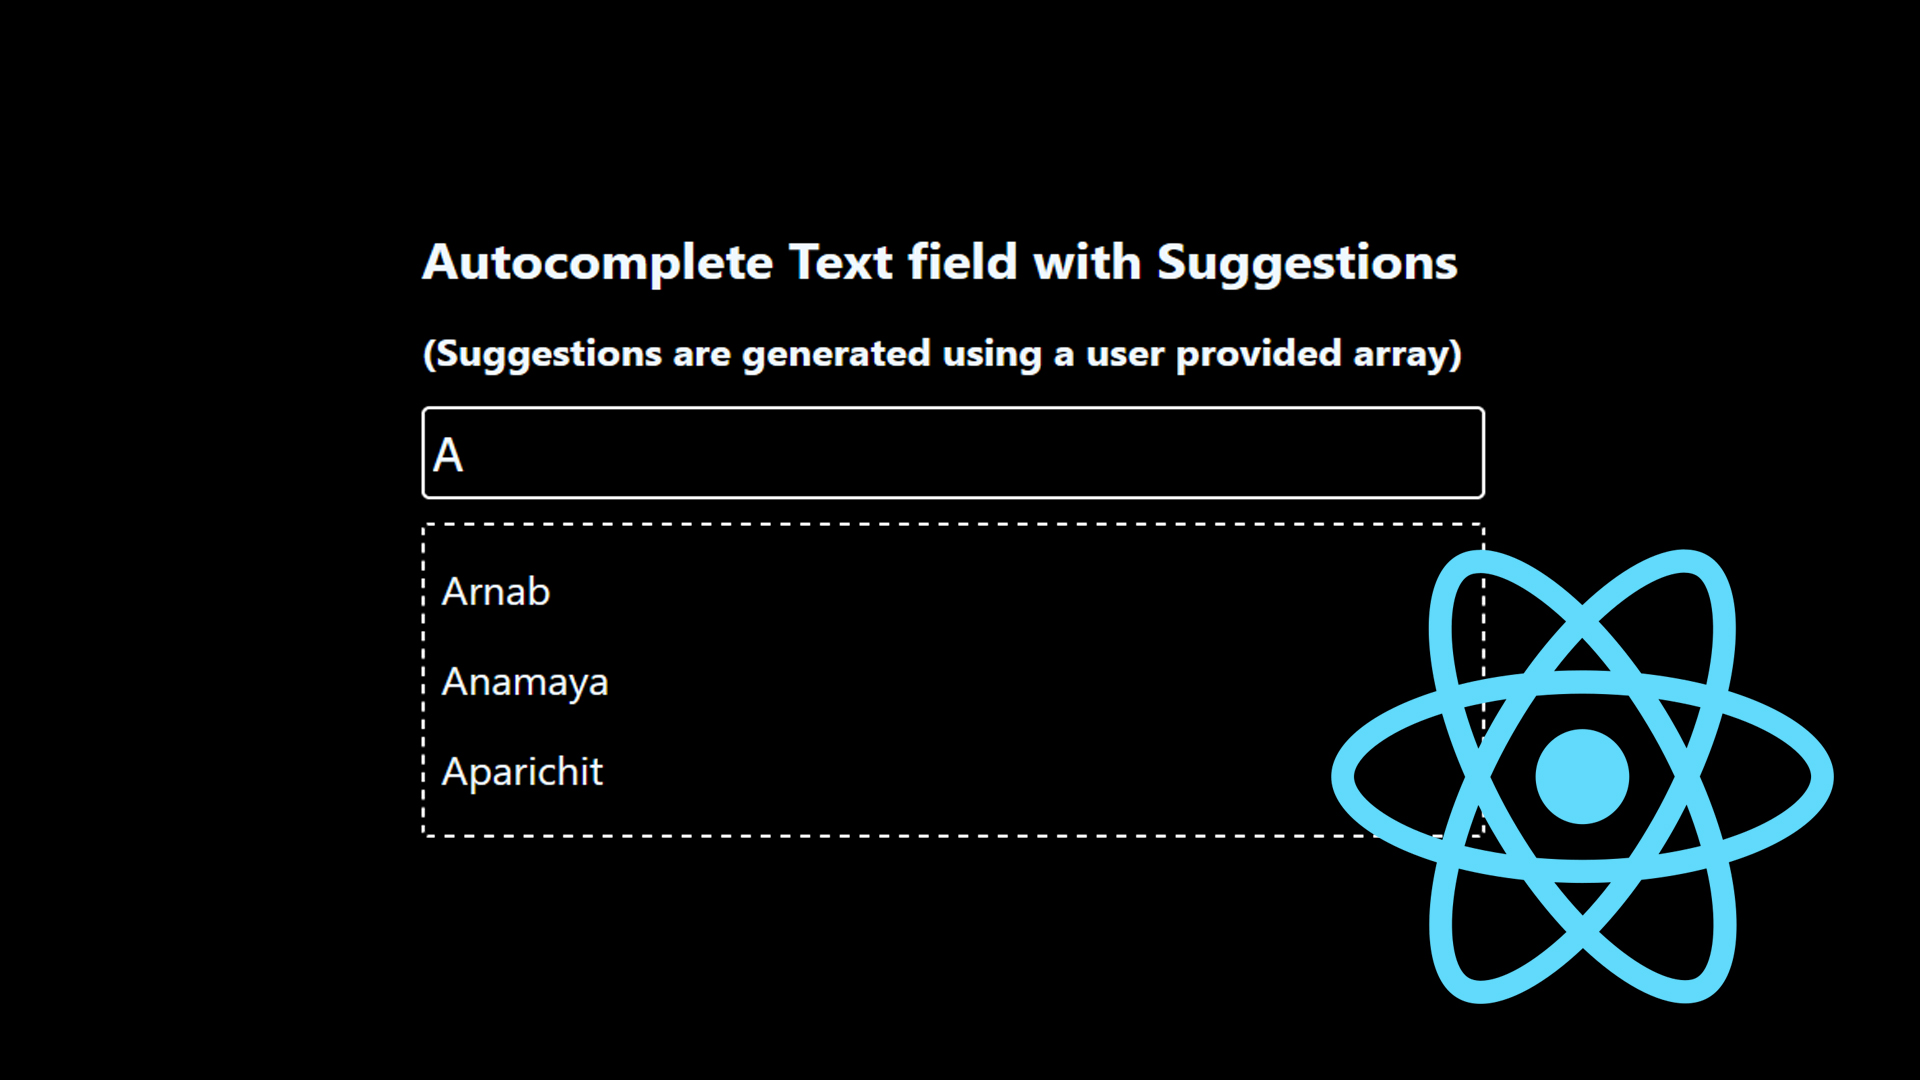 Autocomplete Text field with Suggestions
(Suggestions are generated using a user provided array)
A
Arnab
Anamaya
Aparichit